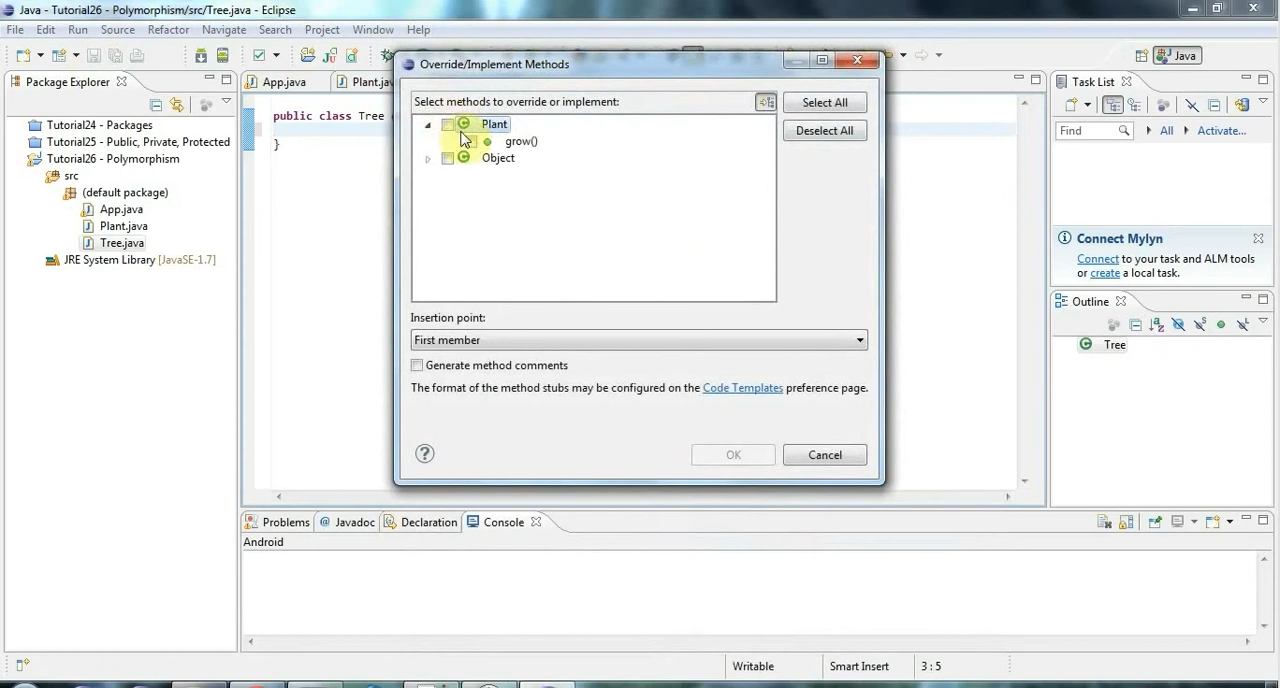 Java - Tutorial26 - Polymorphism/src/Tree.java - Eclipse
File Edit Run Source Refactor Navigate Search Project Window Help
Java
Package Explorer
Tutorial24 - Packages
Tutorial25 - Public, Private, Protected
Tutorial26 - Polymorphism
src
(default package)
App.java
Plant.java
Tree.java
JRE System Library [JavaSE-1.7]
App.java
public class Tree
}
Override/Implement Methods
Select methods to override or implement:
Plant
grow()
Object
Select All
Deselect All
Insertion point:
First member
Generate method comments
The format of the method stubs may be configured on the Code Templates preference page.
OK Cancel
Task List
Find All Activate...
Connect Mylyn
Connect to your task and ALM tools
or create a local task.
Outline
Tree
Problems Javadoc Declaration Console
Android
Writable Smart Insert 3 : 5